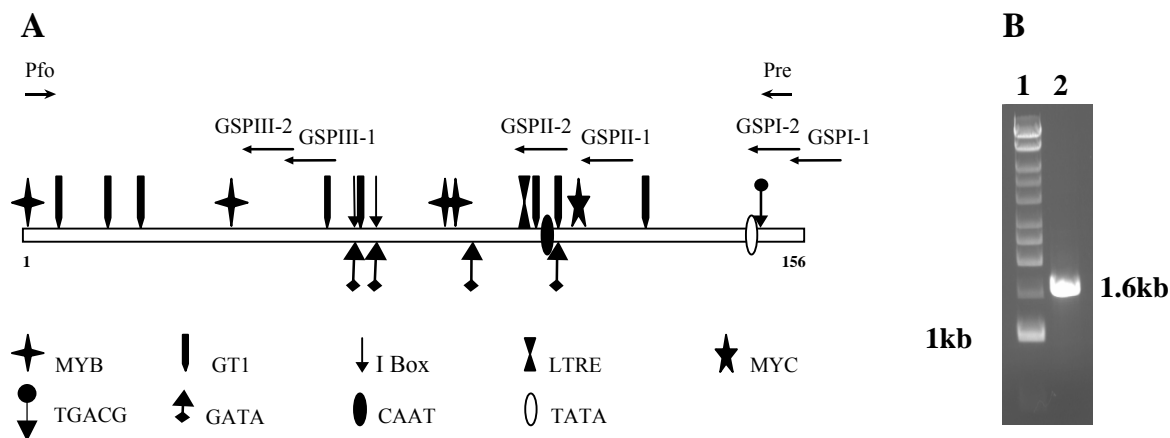 A
B
Pfo
Pre
1 2
GSPIII-2
GSPIII-1
GSPII-2
GSPII-1
GSPI-2
GSPI-1
1
156
1.6kb
1kb
MYB
GT1
I Box
LTRE
MYC
TGACG
GATA
CAAT
TATA